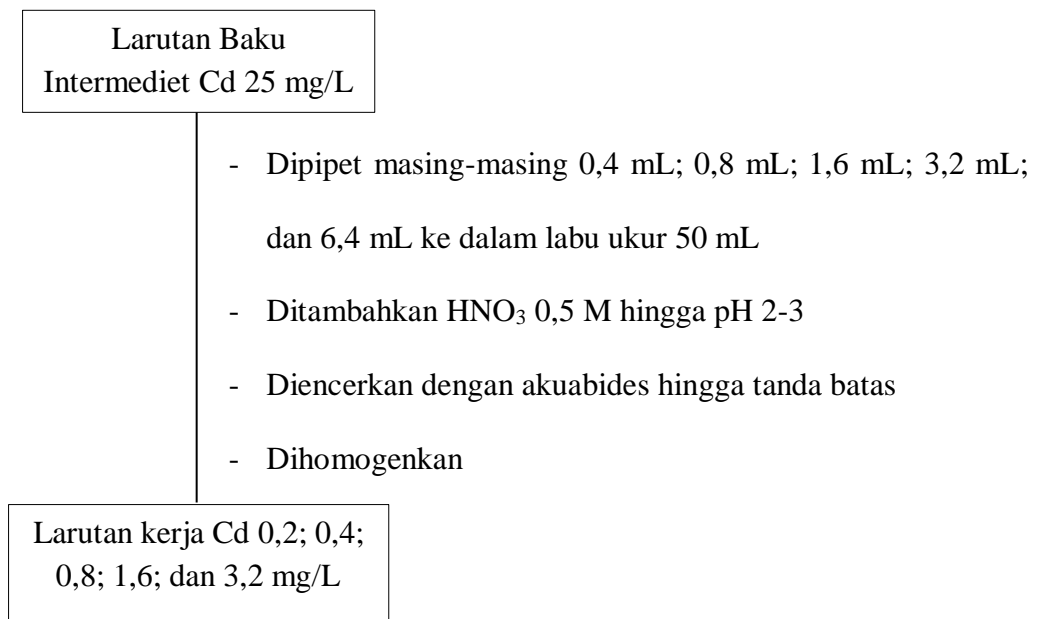 Larutan Baku
Intermediet Cd 25 mg/L
- Dipipet masing-masing 0,4 mL; 0,8 mL; 1,6 mL; 3,2 mL;
dan 6,4 mL ke dalam labu ukur 50 mL
- Ditambahkan HNO₃ 0,5 M hingga pH 2-3
- Diencerkan dengan akuabides hingga tanda batas
- Dihomogenkan
Larutan kerja Cd 0,2; 0,4;
0,8; 1,6; dan 3,2 mg/L